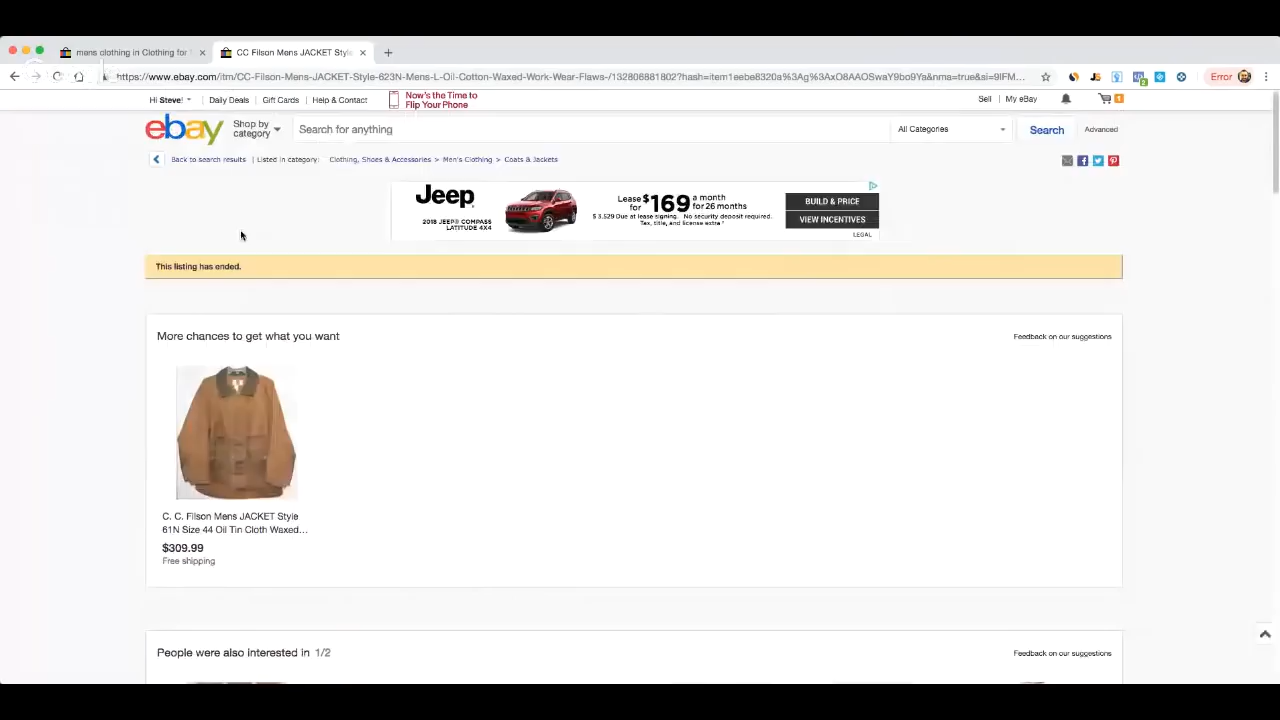 mens clothing in Clothing for
CC Filson Mens JACKET Style
https://www.ebay.com/itm/CC-Filson-Mens-JACKET-Style-623N-Mens-L-Oil-Cotton-Waxed-Work-Wear-Flaws-/132808881802?hash=item1eebe8320a%3Ag%3AxO8AAOSwaY9bo9Ya&nma=true&si=9lFM...
Error
Hi Steve!
Daily Deals
Gift Cards
Help & Contact
Now's the Time to
Flip Your Phone
Sell
My eBay
1
ebay
Shop by
category
Search for anything
All Categories
Search
Advanced
Back to search results | Listed in category:
Clothing, Shoes & Accessories > Men's Clothing > Coats & Jackets
Jeep
2018 JEEP® COMPASS
LATITUDE 4X4
Lease for $169 a month for 26 months
$3,529 Due at lease signing. No security deposit required.
Tax, title, and license extra
BUILD & PRICE
VIEW INCENTIVES
LEGAL
This listing has ended.
More chances to get what you want
Feedback on our suggestions
C. C. Filson Mens JACKET Style
61N Size 44 Oil Tin Cloth Waxed...
$309.99
Free shipping
People were also interested in 1/2
Feedback on our suggestions